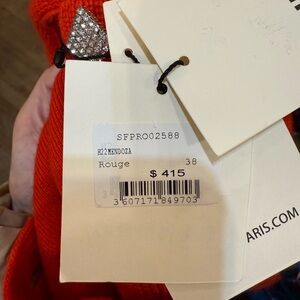 SFPRO02588
H22MENDOZA
Rouge 38
$ 415
3 607171 849703
ARIS.COM